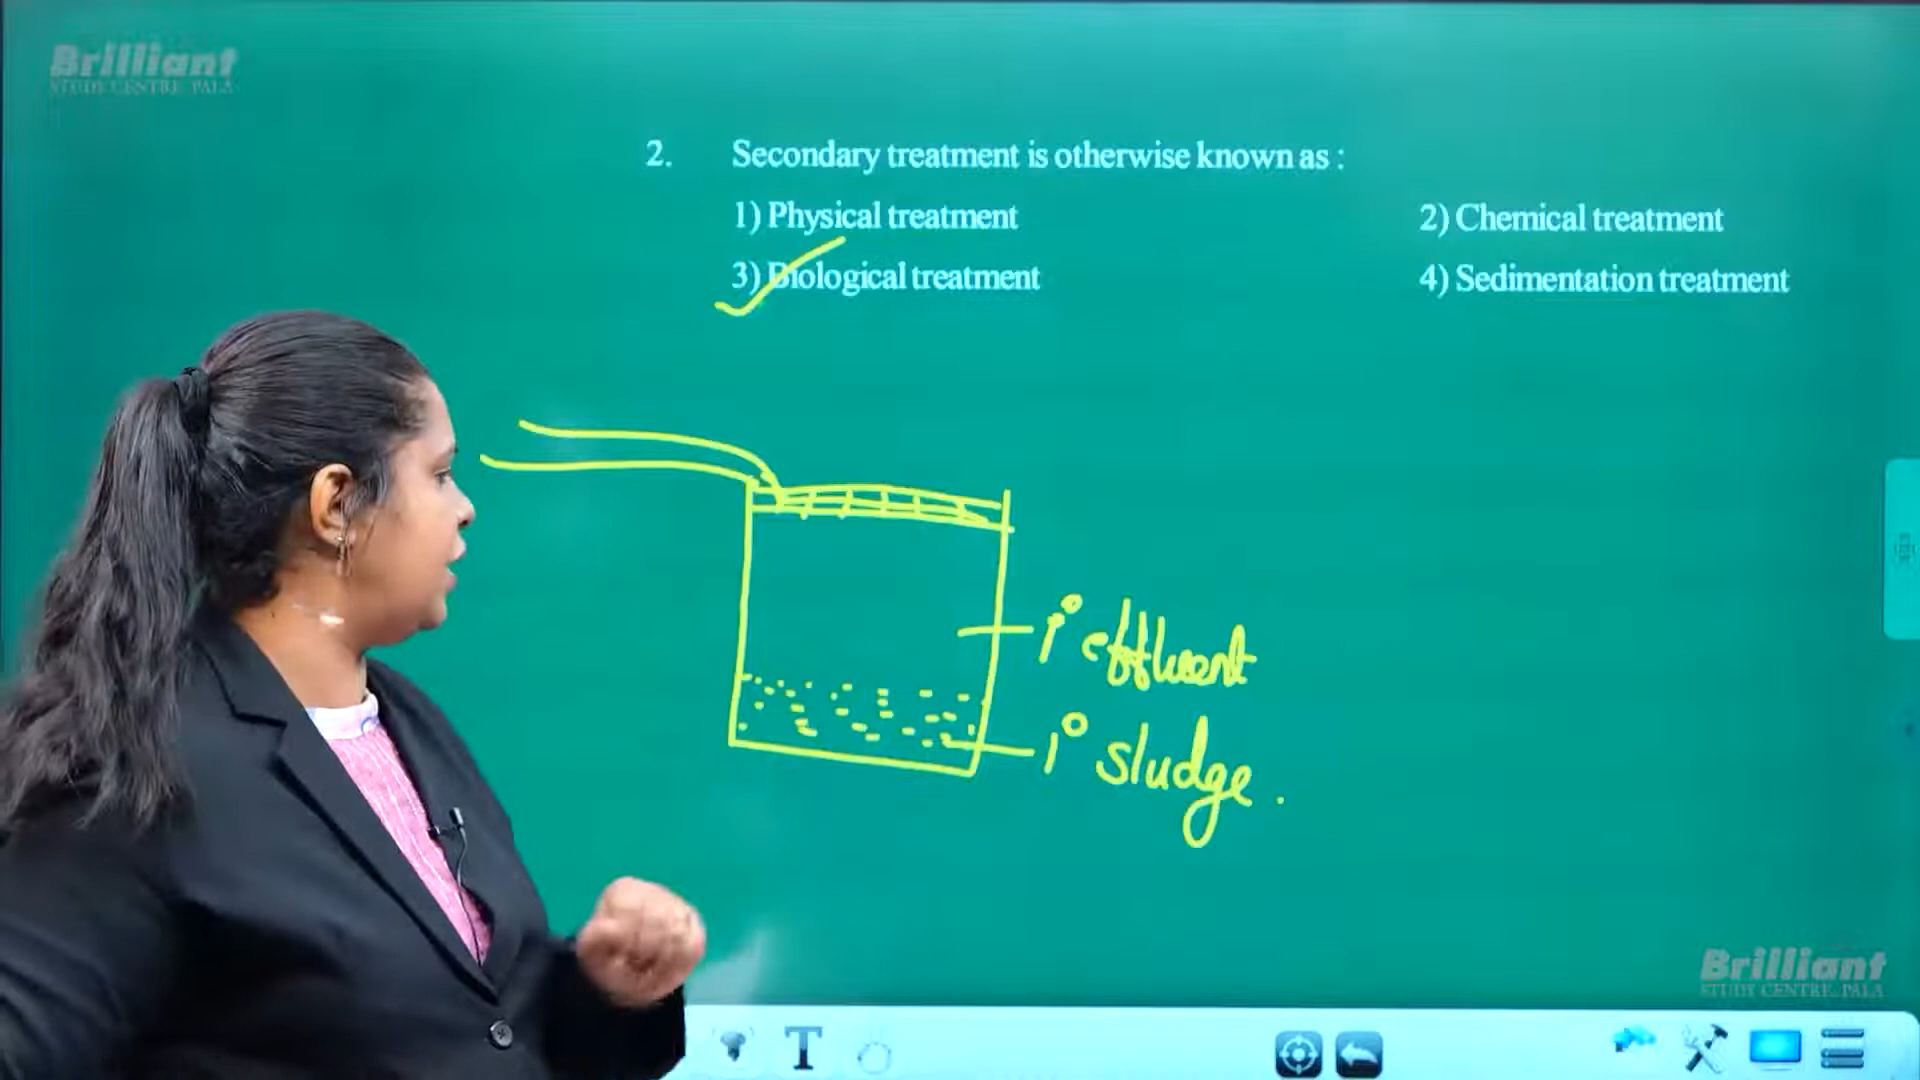 Brilliant
STUDY CENTRE, PALA
2. Secondary treatment is otherwise known as :
1) Physical treatment
2) Chemical treatment
3) Biological treatment
4) Sedimentation treatment
1° effluent
1° sludge.
T
Brilliant
STUDY CENTRE, PALA